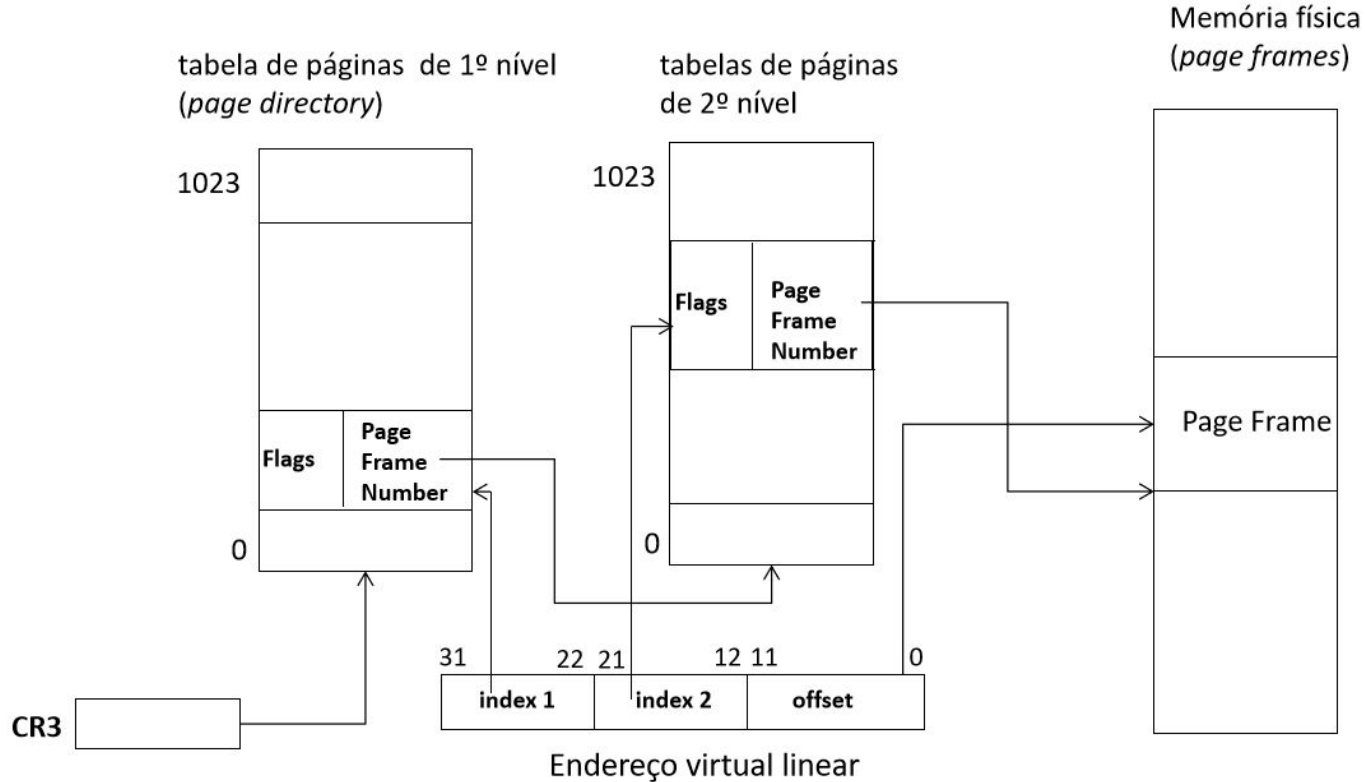 Memória física
(page frames)
tabela de páginas de 1º nível
(page directory)
tabelas de páginas
de 2º nível
1023
1023
Flags
Page
Frame
Number
Flags
Page
Frame
Number
Page Frame
0
0
31
22
21
12
11
0
index 1
index 2
offset
CR3
Endereço virtual linear